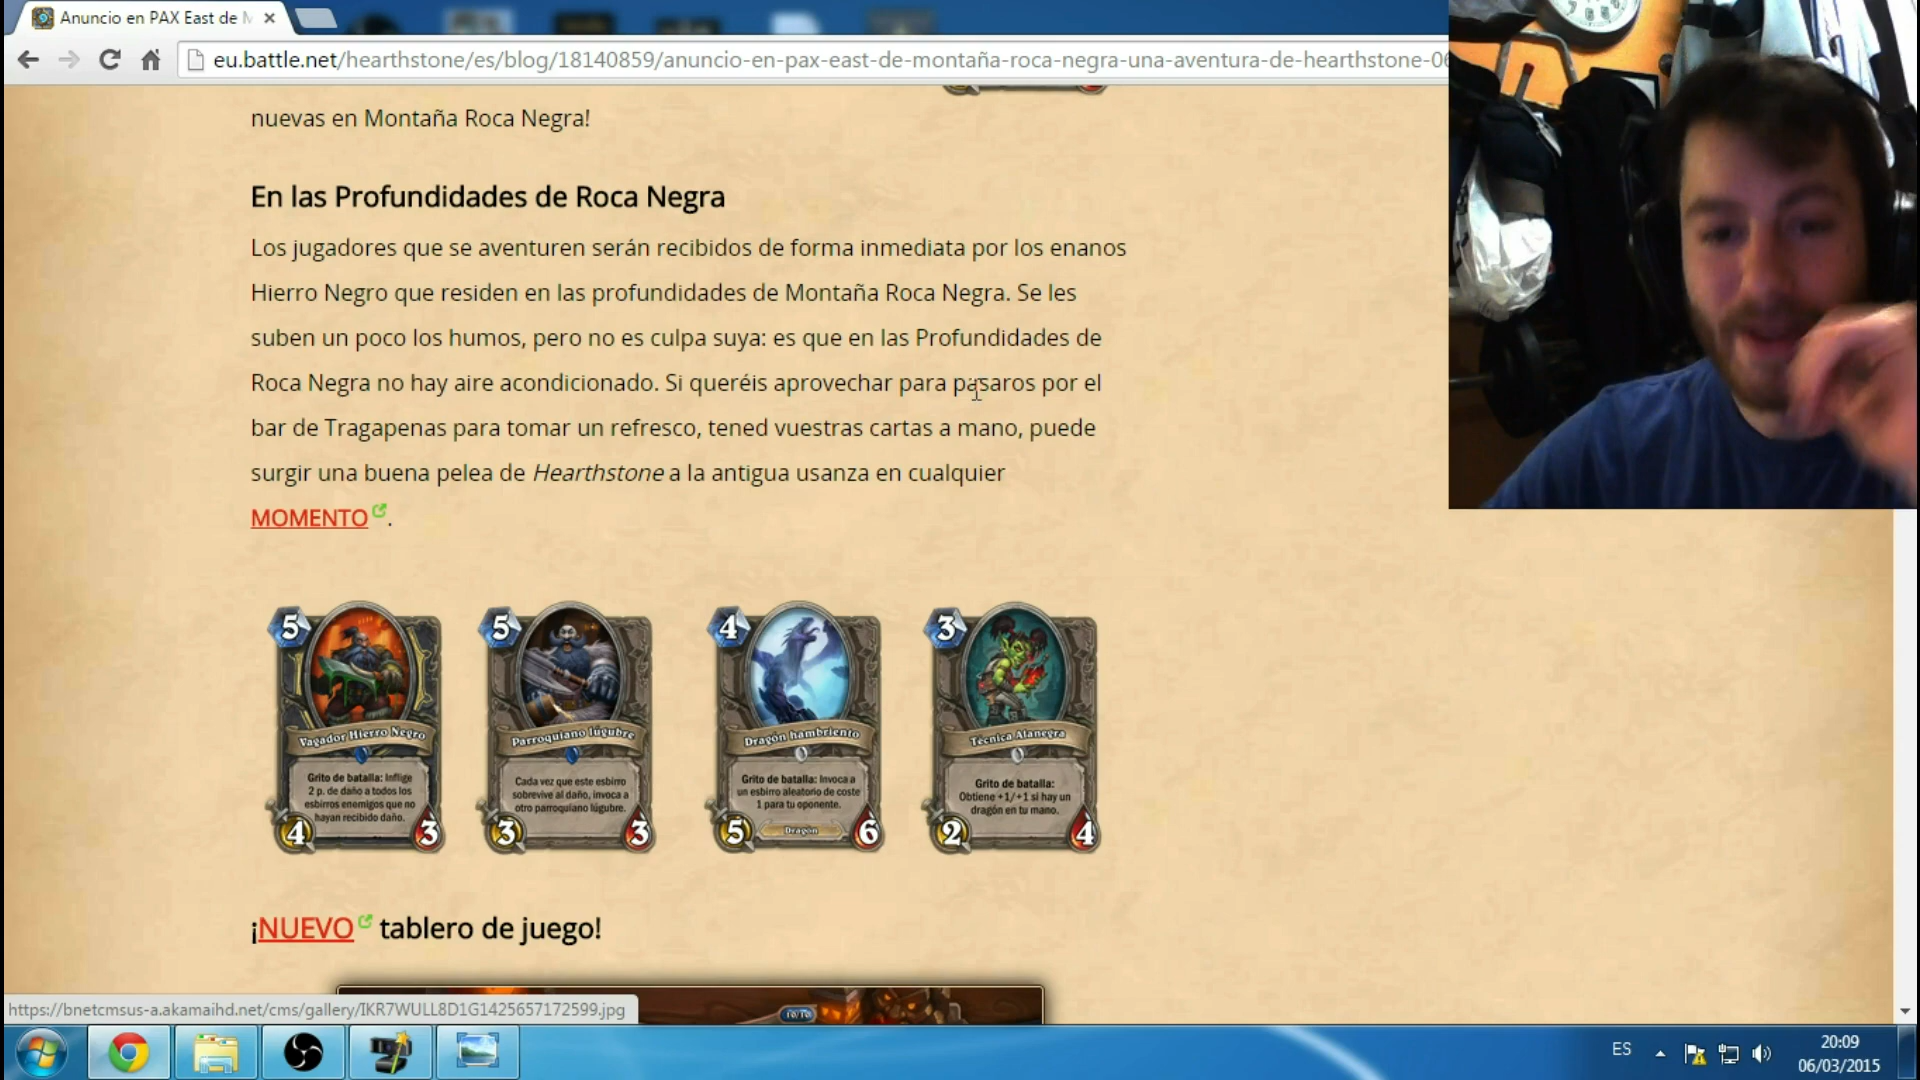 Anuncio en PAX East de M
eu.battle.net/hearthstone/es/blog/18140859/anuncio-en-pax-east-de-montaña-roca-negra-una-aventura-de-hearthstone-06
nuevas en Montaña Roca Negra!
En las Profundidades de Roca Negra
Los jugadores que se aventuren serán recibidos de forma inmediata por los enanos
Hierro Negro que residen en las profundidades de Montaña Roca Negra. Se les
suben un poco los humos, pero no es culpa suya: es que en las Profundidades de
Roca Negra no hay aire acondicionado. Si queréis aprovechar para pasaros por el
bar de Tragapenas para tomar un refresco, tened vuestras cartas a mano, puede
surgir una buena pelea de Hearthstone a la antigua usanza en cualquier
MOMENTO.
5
Vagador Hierro Negro
Grito de batalla: Inflige
2 p. de daño a todos los
esbirros enemigos que no
hayan recibido daño.
4 3
5
Parroquiano lúgubre
Cada vez que este esbirro
sobrevive al daño, invoca a
otro parroquiano lúgubre.
3 3
4
Dragón hambriento
Grito de batalla: Invoca a
un esbirro aleatorio de coste
1 para tu oponente.
5 Dragón 6
3
Técnica Alanegra
Grito de batalla:
Obtiene +1/+1 si hay un
dragón en tu mano.
2 4
¡NUEVO tablero de juego!
10/10
https://bnetcmsus-a.akamaihd.net/cms/gallery/IKR7WULL8D1G1425657172599.jpg
ES
20:09
06/03/2015